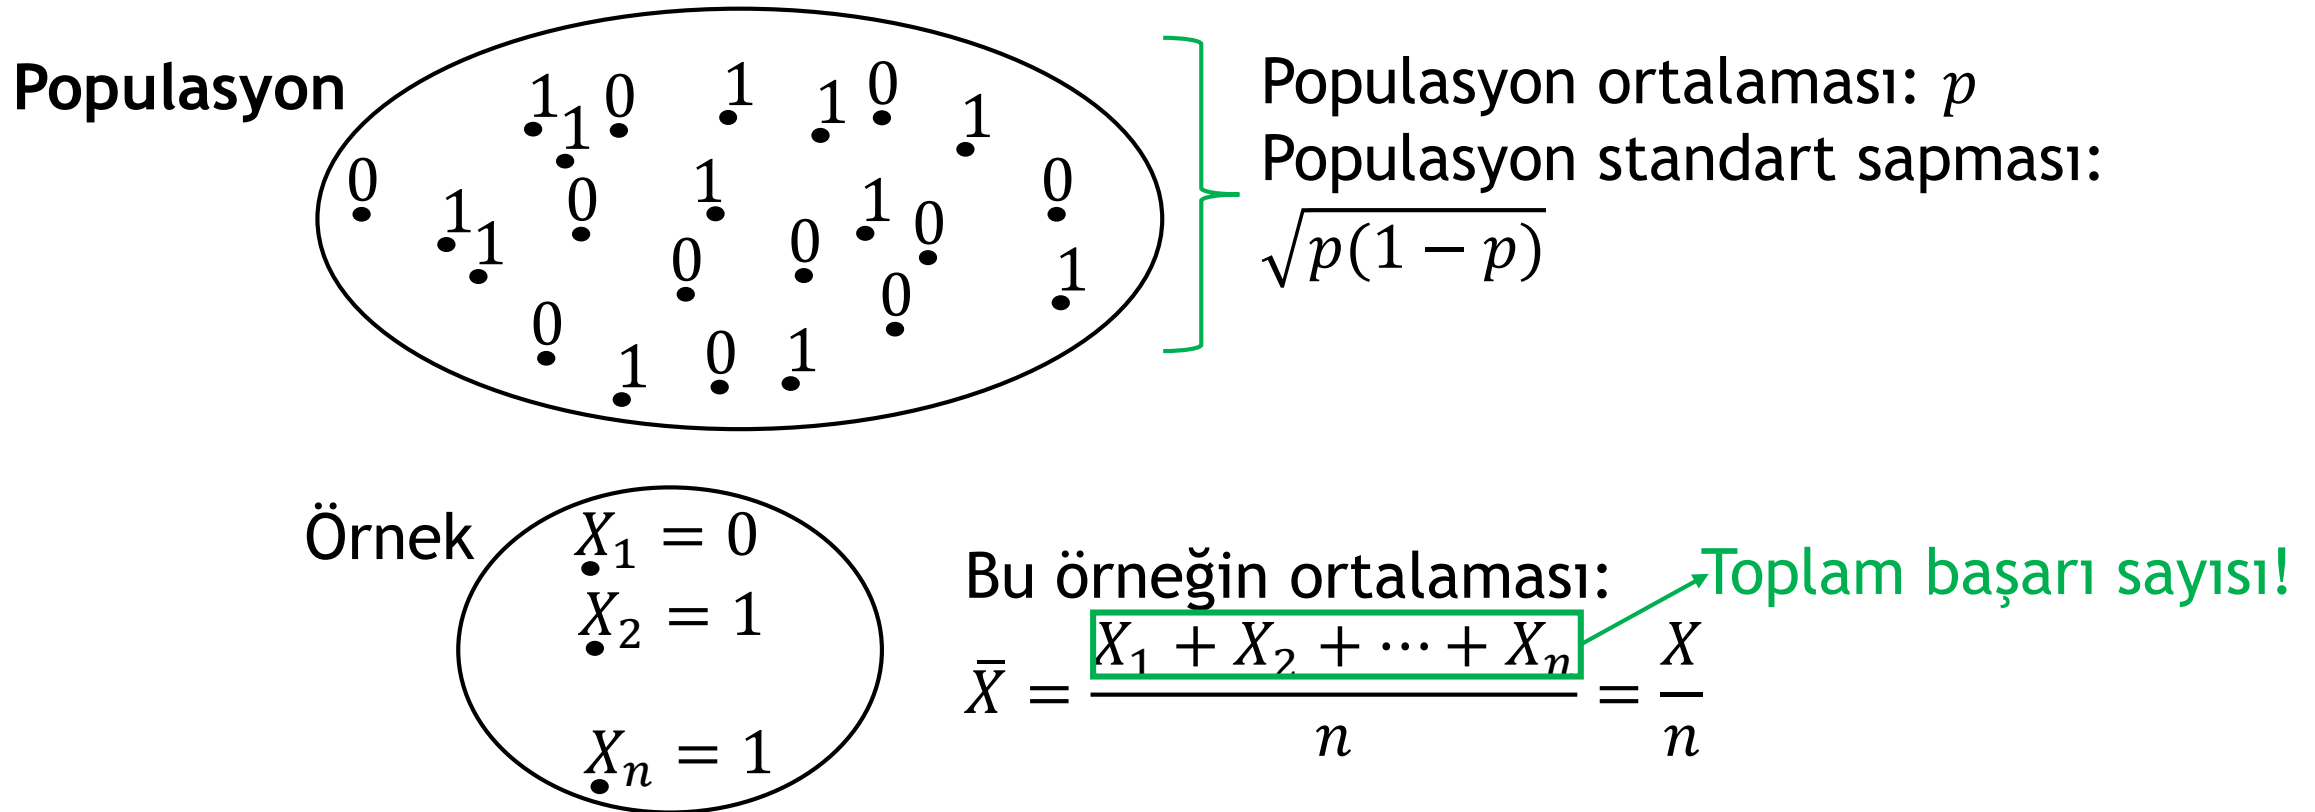 Populasyon
1 1 0 1 1 0 1
0 1 1 0 1 0 0 1 0 0 0 1
0 1 0 1
Populasyon ortalaması: p
Populasyon standart sapması:
√p(1 − p)
Örnek
X₁ = 0
X₂ = 1
Xₙ = 1
Bu örneğin ortalaması:
Toplam başarı sayısı!
X̄ = (X₁ + X₂ + ⋯ + Xₙ)/n = X/n